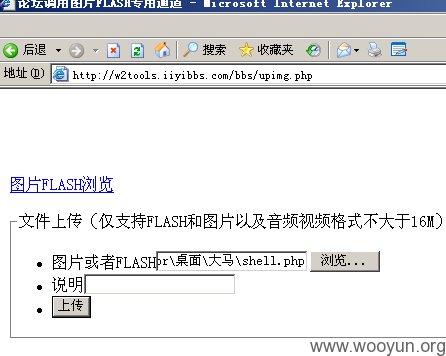 论坛调用图片FLASH专用通道 - Microsoft Internet Explorer
后退 搜索 收藏夹
地址(D) http://w2tools.iiyibbs.com/bbs/upimg.php
图片FLASH浏览
文件上传（仅支持FLASH和图片以及音频视频格式不大于16M）
图片或者FLASH or\桌面\大马\shell.php 浏览...
说明
上传
www.wooyun.org